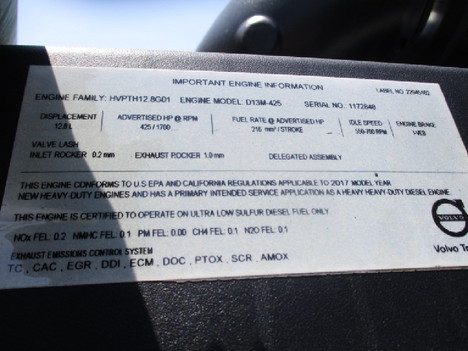 IMPORTANT ENGINE INFORMATION
LABEL NO.
ENGINE FAMILY: HVPTH12.8G01 ENGINE MODEL: D13M-425 SERIAL NO.: 1172848
DISPLACEMENT ADVERTISED HP @ RPM FUEL RATE @ ADVERTISED HP IDLE SPEED ENGINE BRAKE
12.8 L 425 / 1700 216 mm³/STROKE RPM
VALVE LASH
INLET ROCKER 0.2 mm EXHAUST ROCKER 1.0 mm DELEGATED ASSEMBLY
THIS ENGINE CONFORMS TO U.S EPA AND CALIFORNIA REGULATIONS APPLICABLE TO 2017 MODEL YEAR
NEW HEAVY-DUTY ENGINES AND HAS A PRIMARY INTENDED SERVICE APPLICATION AS A HEAVY HEAVY-DUTY DIESEL ENGINE.
THIS ENGINE IS CERTIFIED TO OPERATE ON ULTRA LOW SULFUR DIESEL FUEL ONLY
NOx FEL: 0.2 NMHC FEL: 0.1 PM FEL: 0.00 CH4 FEL: 0.1 N2O FEL: 0.1
EXHAUST EMISSIONS CONTROL SYSTEM
TC , CAC , EGR , DDI , ECM , DOC , PTOX , SCR , AMOX
VOLVO
Volvo Tr